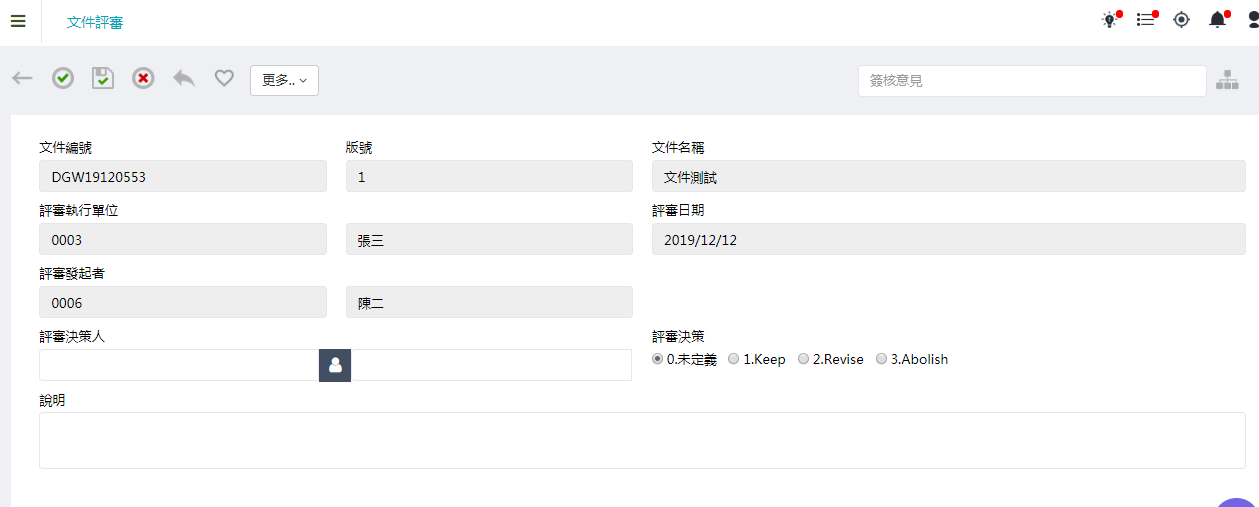 文件評審
更多..
簽核意見
文件編號 版號 文件名稱
DGW19120553 1 文件測試
評審執行單位 評審日期
0003 張三 2019/12/12
評審發起者
0006 陳二
評審決策人 評審決策
0.未定義 1.Keep 2.Revise 3.Abolish
說明